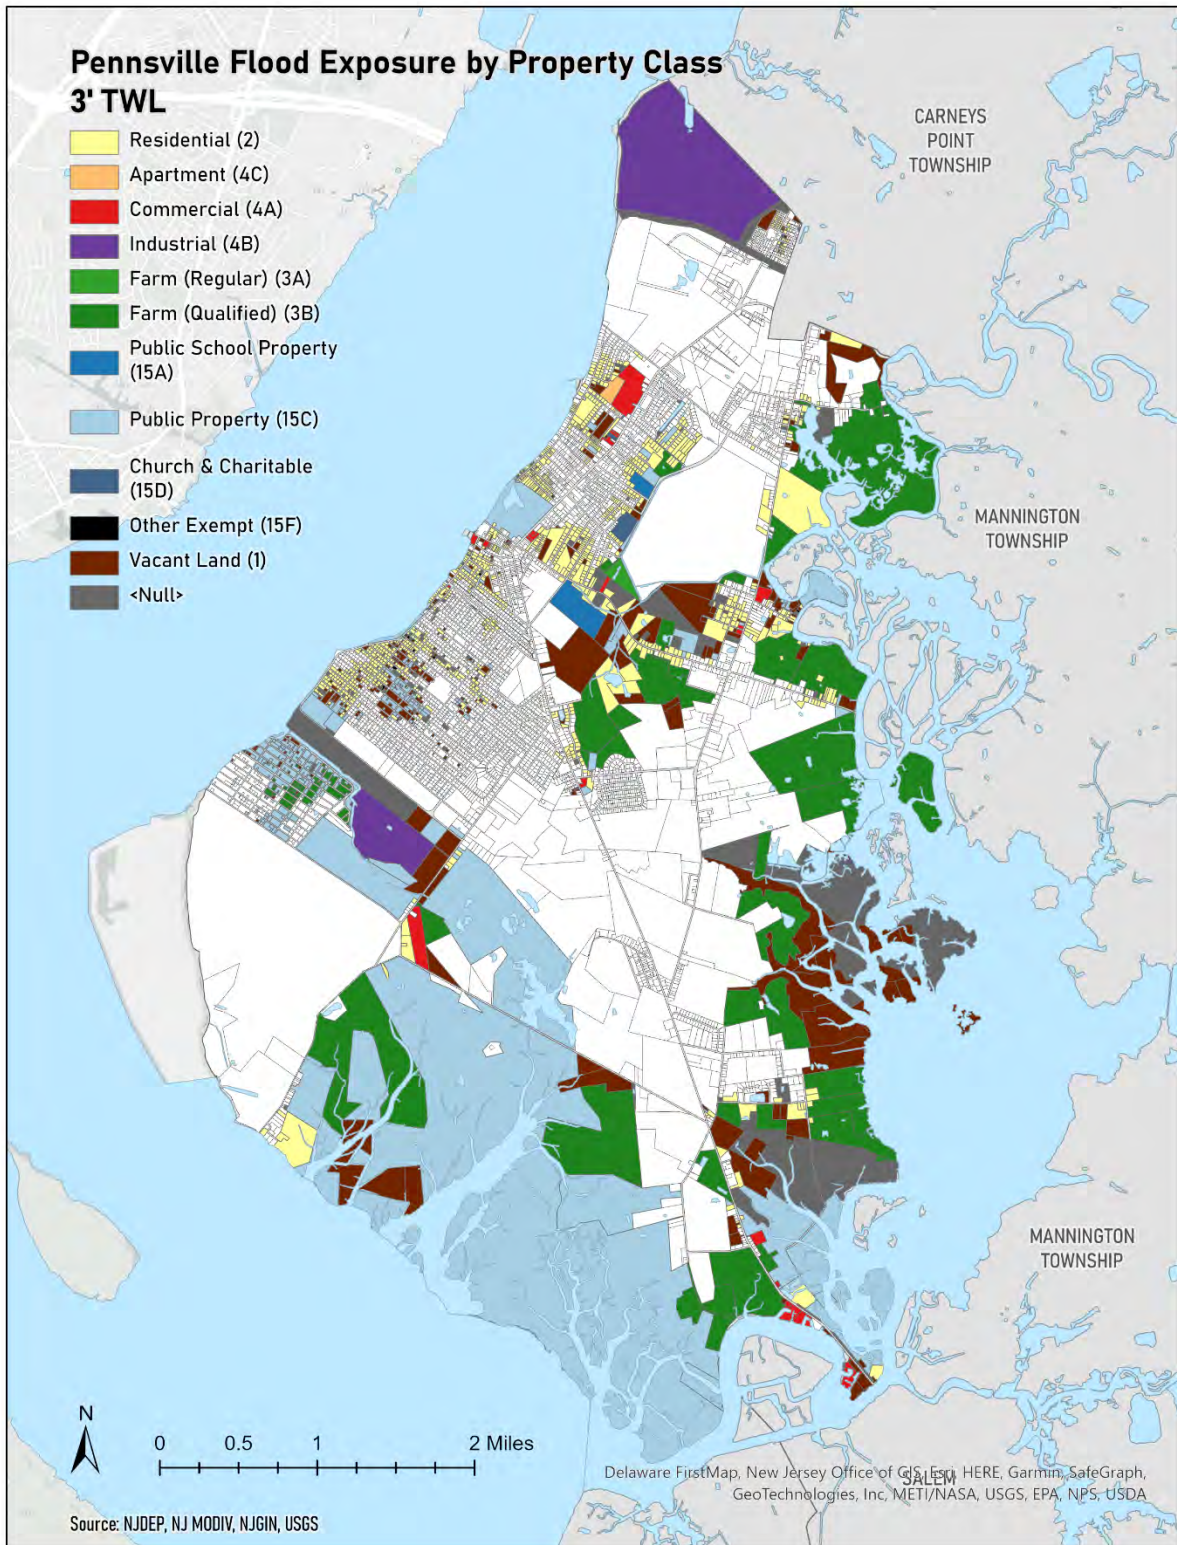 Pennsville Flood Exposure by Property Class
3' TWL
Residential (2)
Apartment (4C)
Commercial (4A)
Industrial (4B)
Farm (Regular) (3A)
Farm (Qualified) (3B)
Public School Property
(15A)
Public Property (15C)
Church & Charitable
(15D)
Other Exempt (15F)
Vacant Land (1)
<Null>
CARNEYS
POINT
TOWNSHIP
MANNINGTON
TOWNSHIP
MANNINGTON
TOWNSHIP
N
0 0.5 1 2 Miles
SALEM
Delaware FirstMap, New Jersey Office of GIS, Esri, HERE, Garmin, SafeGraph,
GeoTechnologies, Inc, METI/NASA, USGS, EPA, NPS, USDA
Source: NJDEP, NJ MODIV, NJGIN, USGS